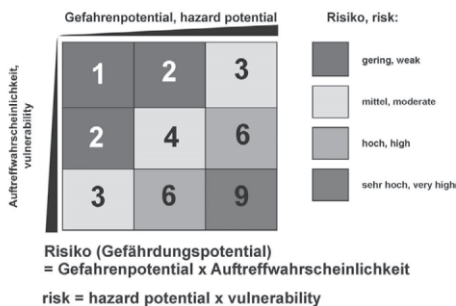 Gefahrenpotential, hazard potential
Risiko, risk:
Auftreffwahrscheinlichkeit,
vulnerability
1 2 3
2 4 6
3 6 9
gering, weak
mittel, moderate
hoch, high
sehr hoch, very high
Risiko (Gefährdungspotential)
= Gefahrenpotential x Auftreffwahrscheinlichkeit
risk = hazard potential x vulnerability